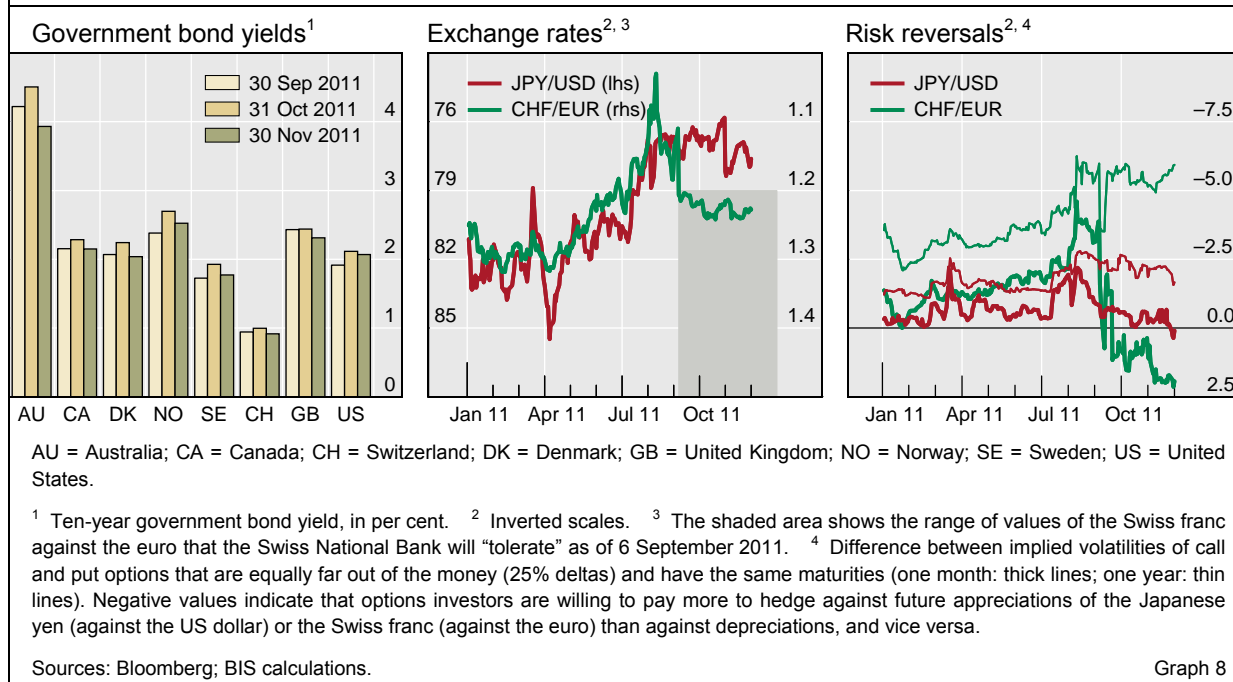 Government bond yields1
Exchange rates2, 3
Risk reversals2, 4
30 Sep 2011
31 Oct 2011
30 Nov 2011
4
3
2
1
0
AU CA DK NO SE CH GB US
JPY/USD (lhs)
CHF/EUR (rhs)
76
79
82
85
1.1
1.2
1.3
1.4
Jan 11 Apr 11 Jul 11 Oct 11
JPY/USD
CHF/EUR
–7.5
–5.0
–2.5
0.0
2.5
Jan 11 Apr 11 Jul 11 Oct 11
AU = Australia; CA = Canada; CH = Switzerland; DK = Denmark; GB = United Kingdom; NO = Norway; SE = Sweden; US = United
States.
1 Ten-year government bond yield, in per cent. 2 Inverted scales. 3 The shaded area shows the range of values of the Swiss franc
against the euro that the Swiss National Bank will “tolerate” as of 6 September 2011. 4 Difference between implied volatilities of call
and put options that are equally far out of the money (25% deltas) and have the same maturities (one month: thick lines; one year: thin
lines). Negative values indicate that options investors are willing to pay more to hedge against future appreciations of the Japanese
yen (against the US dollar) or the Swiss franc (against the euro) than against depreciations, and vice versa.
Sources: Bloomberg; BIS calculations.
Graph 8